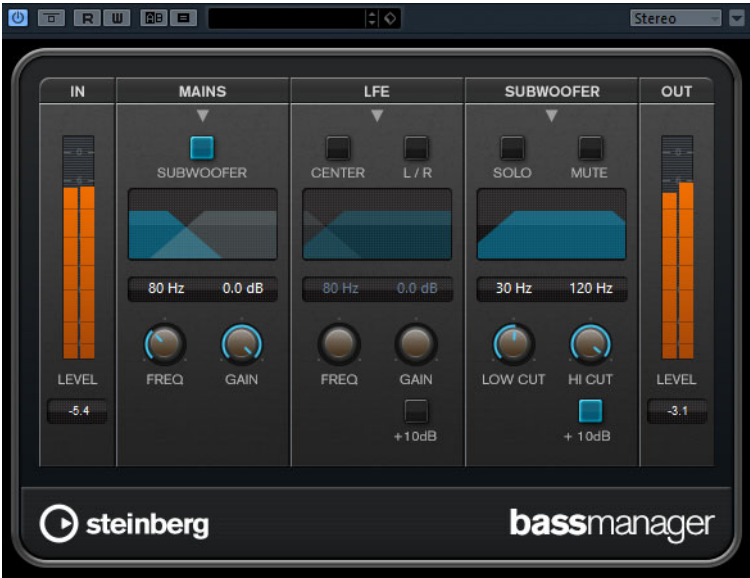 R W AB Stereo
IN MAINS LFE SUBWOOFER OUT
SUBWOOFER CENTER L / R SOLO MUTE
80 Hz 0.0 dB 80 Hz 0.0 dB 30 Hz 120 Hz
FREQ GAIN FREQ GAIN LOW CUT HI CUT
LEVEL LEVEL
-5.4 -3.1
+10dB + 10dB
steinberg bassmanager